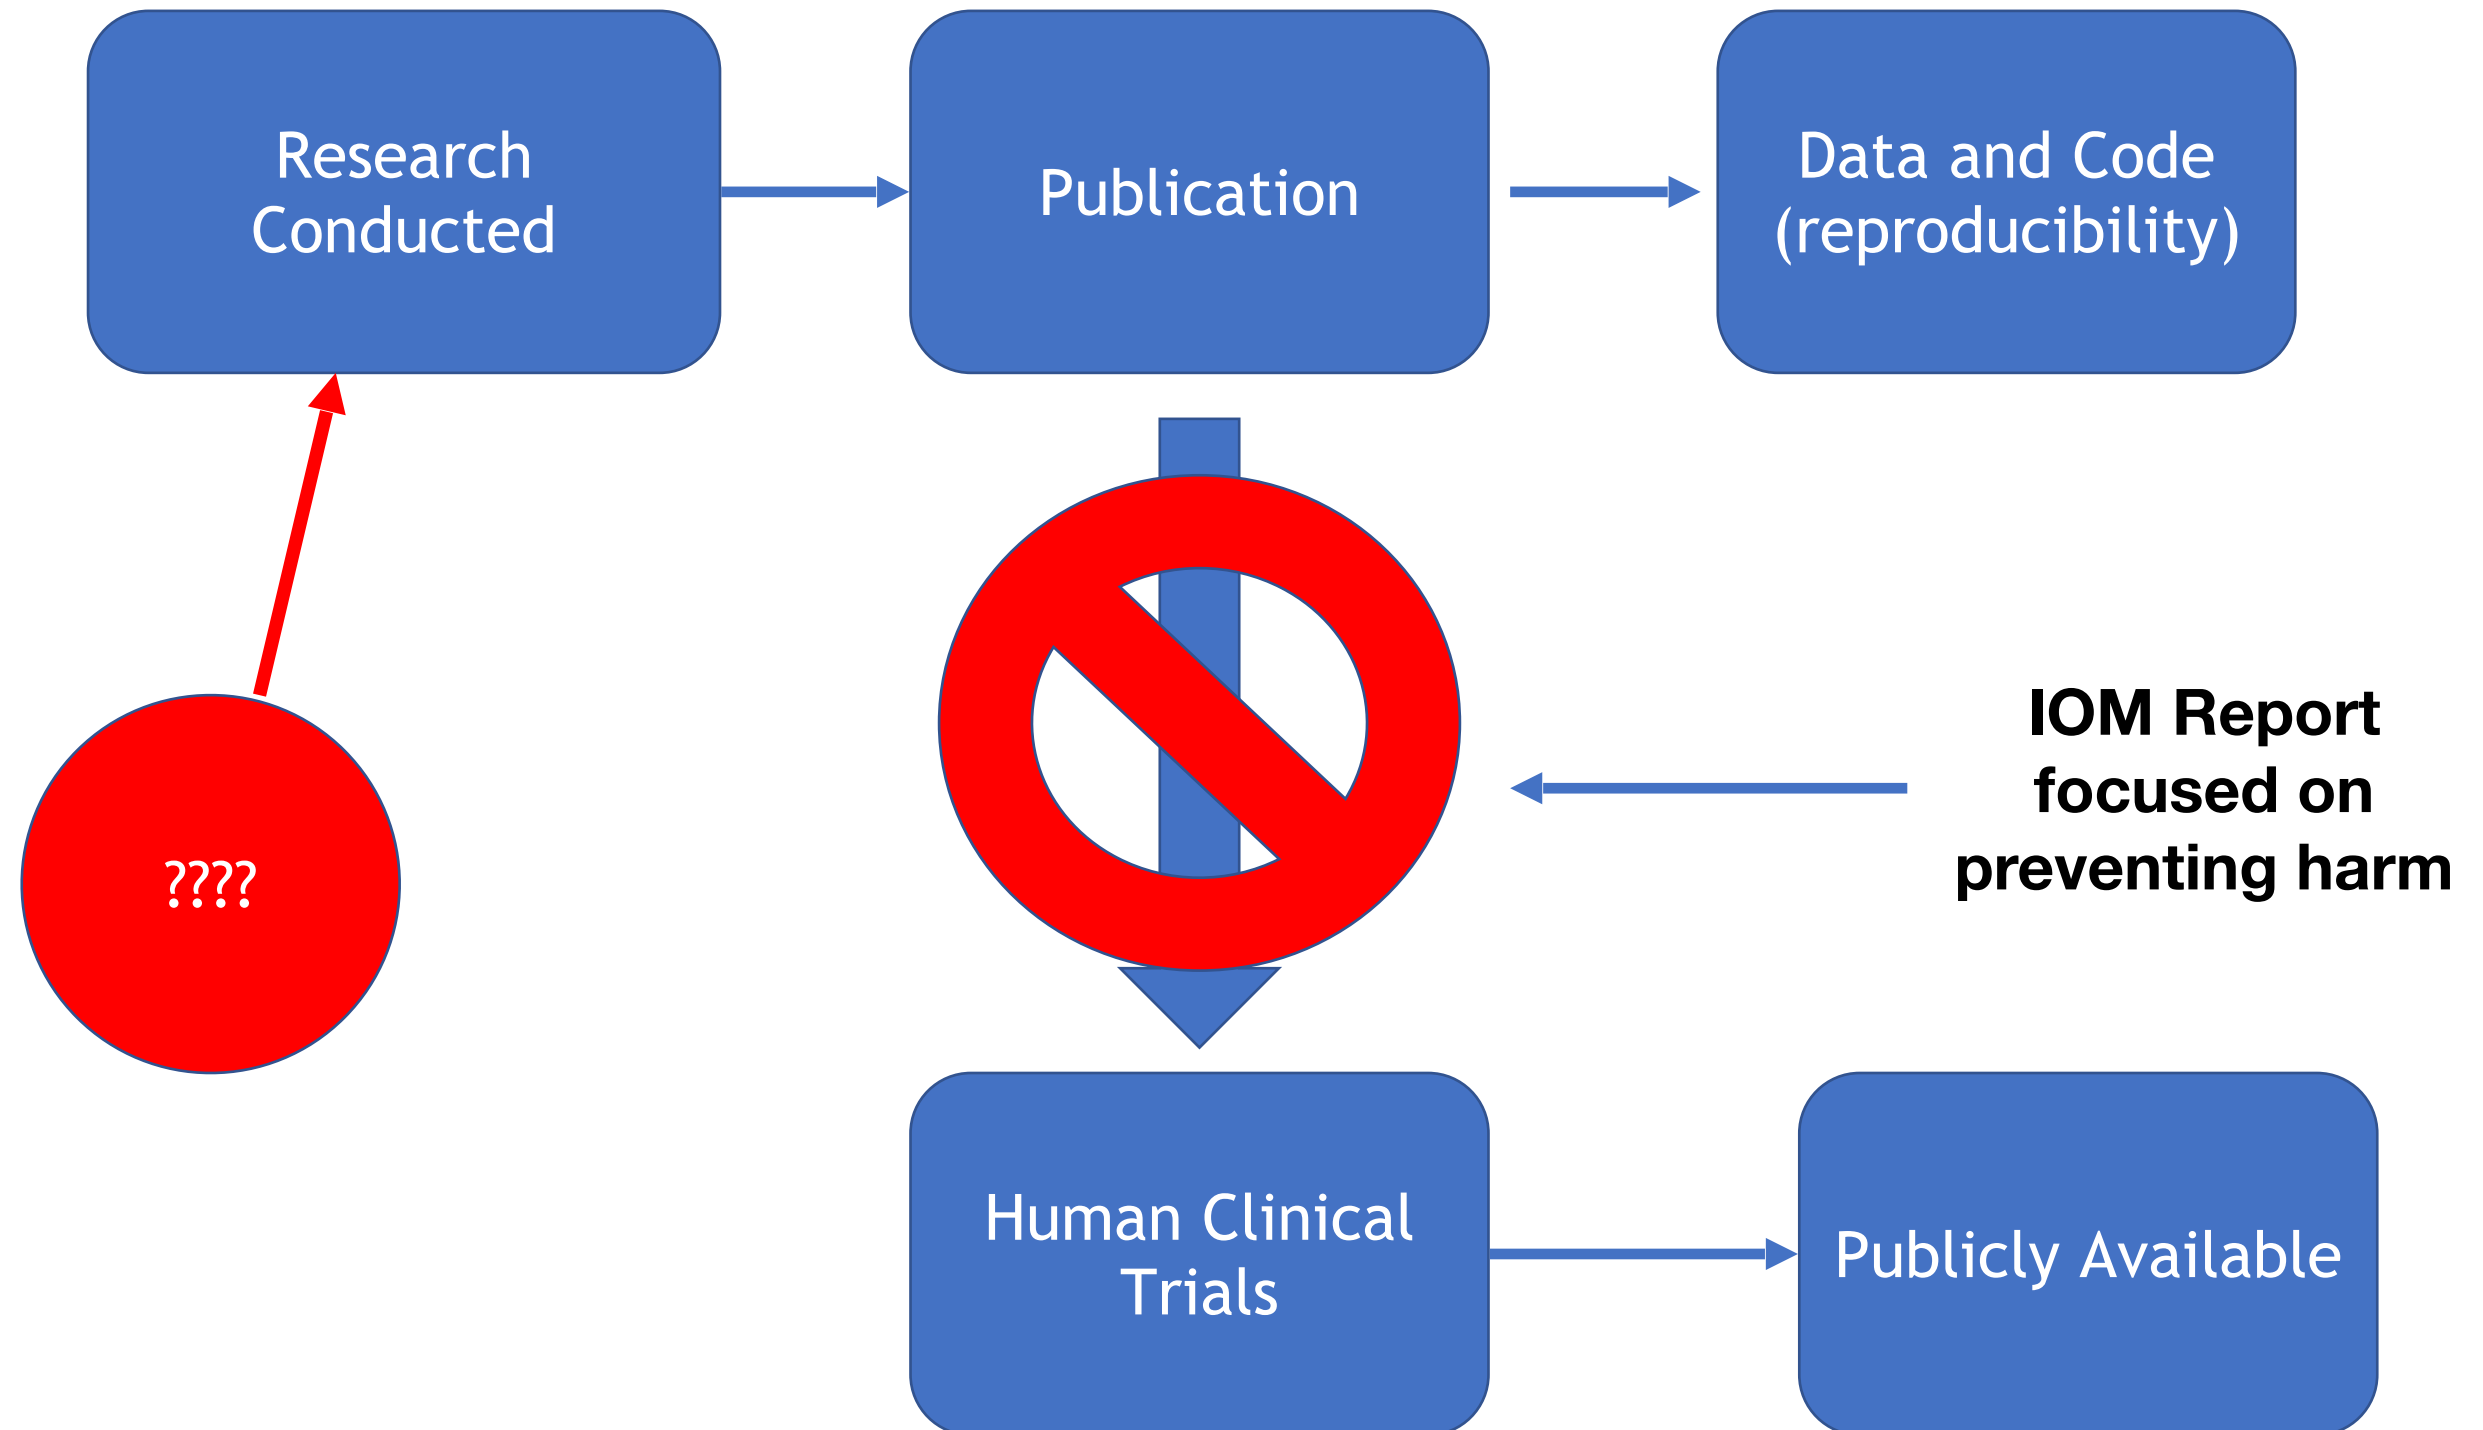 Research
Conducted
Publication
Data and Code
(reproducibility)
????
IOM Report
focused on
preventing harm
Human Clinical
Trials
Publicly Available